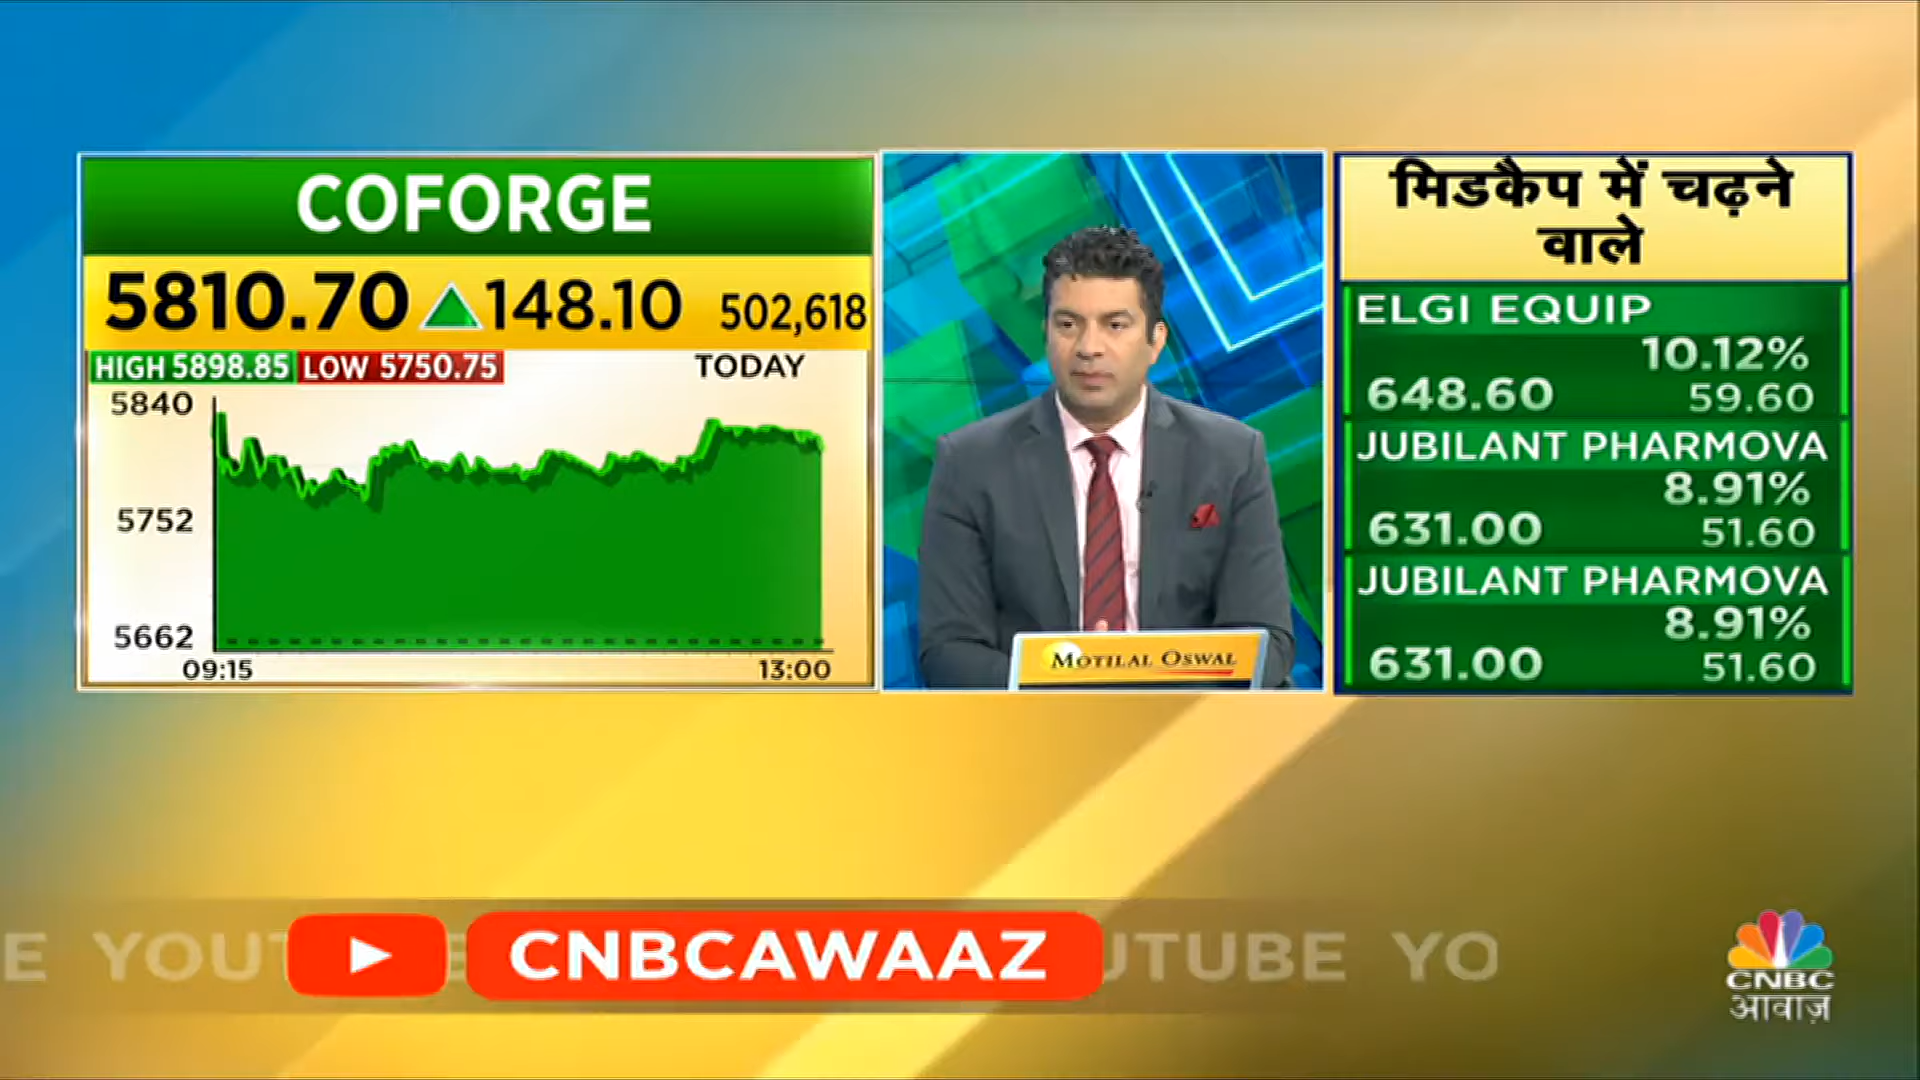 COFORGE
5810.70 ▲ 148.10 502,618
HIGH 5898.85 LOW 5750.75 TODAY
5840
5752
5662
09:15 13:00
MOTILAL OSWAL
मिडकैप में चढ़ने
वाले
ELGI EQUIP
10.12%
648.60 59.60
JUBILANT PHARMOVA
8.91%
631.00 51.60
JUBILANT PHARMOVA
8.91%
631.00 51.60
E YOUT E CNBCAWAAZ UTUBE YO
CNBC
आवाज़